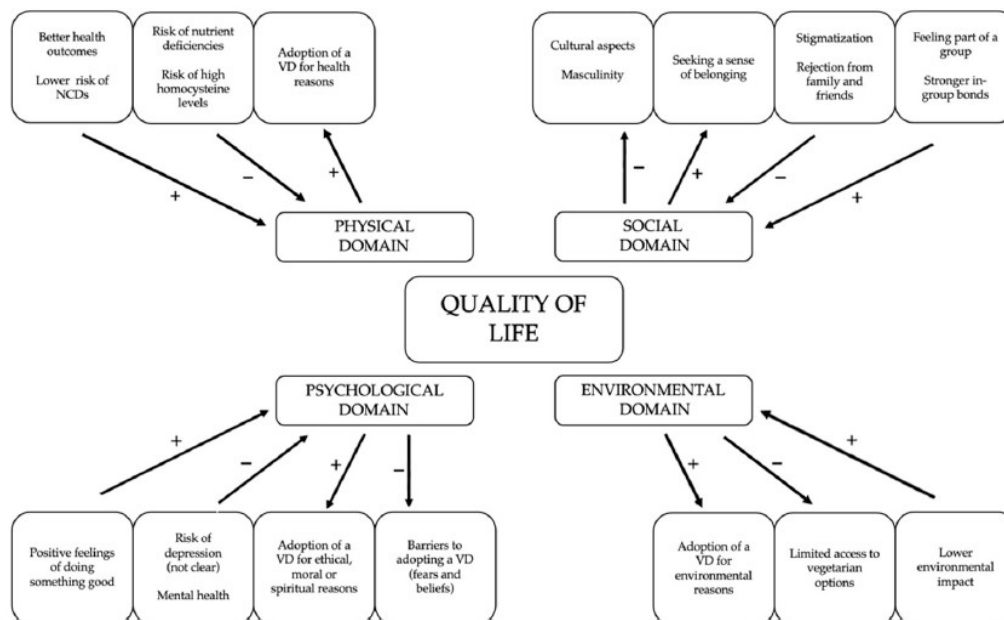 Better health
outcomes
Lower risk of
NCDs
Risk of nutrient
deficiencies
Risk of high
homocysteine
levels
Adoption of a
VD for health
reasons
Cultural aspects
Masculinity
Seeking a sense
of belonging
Stigmatization
Rejection from
family and
friends
Feeling part of a
group
Stronger in-
group bonds
+
−
+
−
+
−
+
PHYSICAL
DOMAIN
SOCIAL
DOMAIN
QUALITY OF
LIFE
PSYCHOLOGICAL
DOMAIN
ENVIRONMENTAL
DOMAIN
+
−
+
−
+
−
+
Positive feelings
of doing
something good
Risk of
depression
(not clear)
Mental health
Adoption of a
VD for ethical,
moral or
spiritual reasons
Barriers to
adopting a VD
(fears and
beliefs)
Adoption of a
VD for
environmental
reasons
Limited access to
vegetarian
options
Lower
environmental
impact